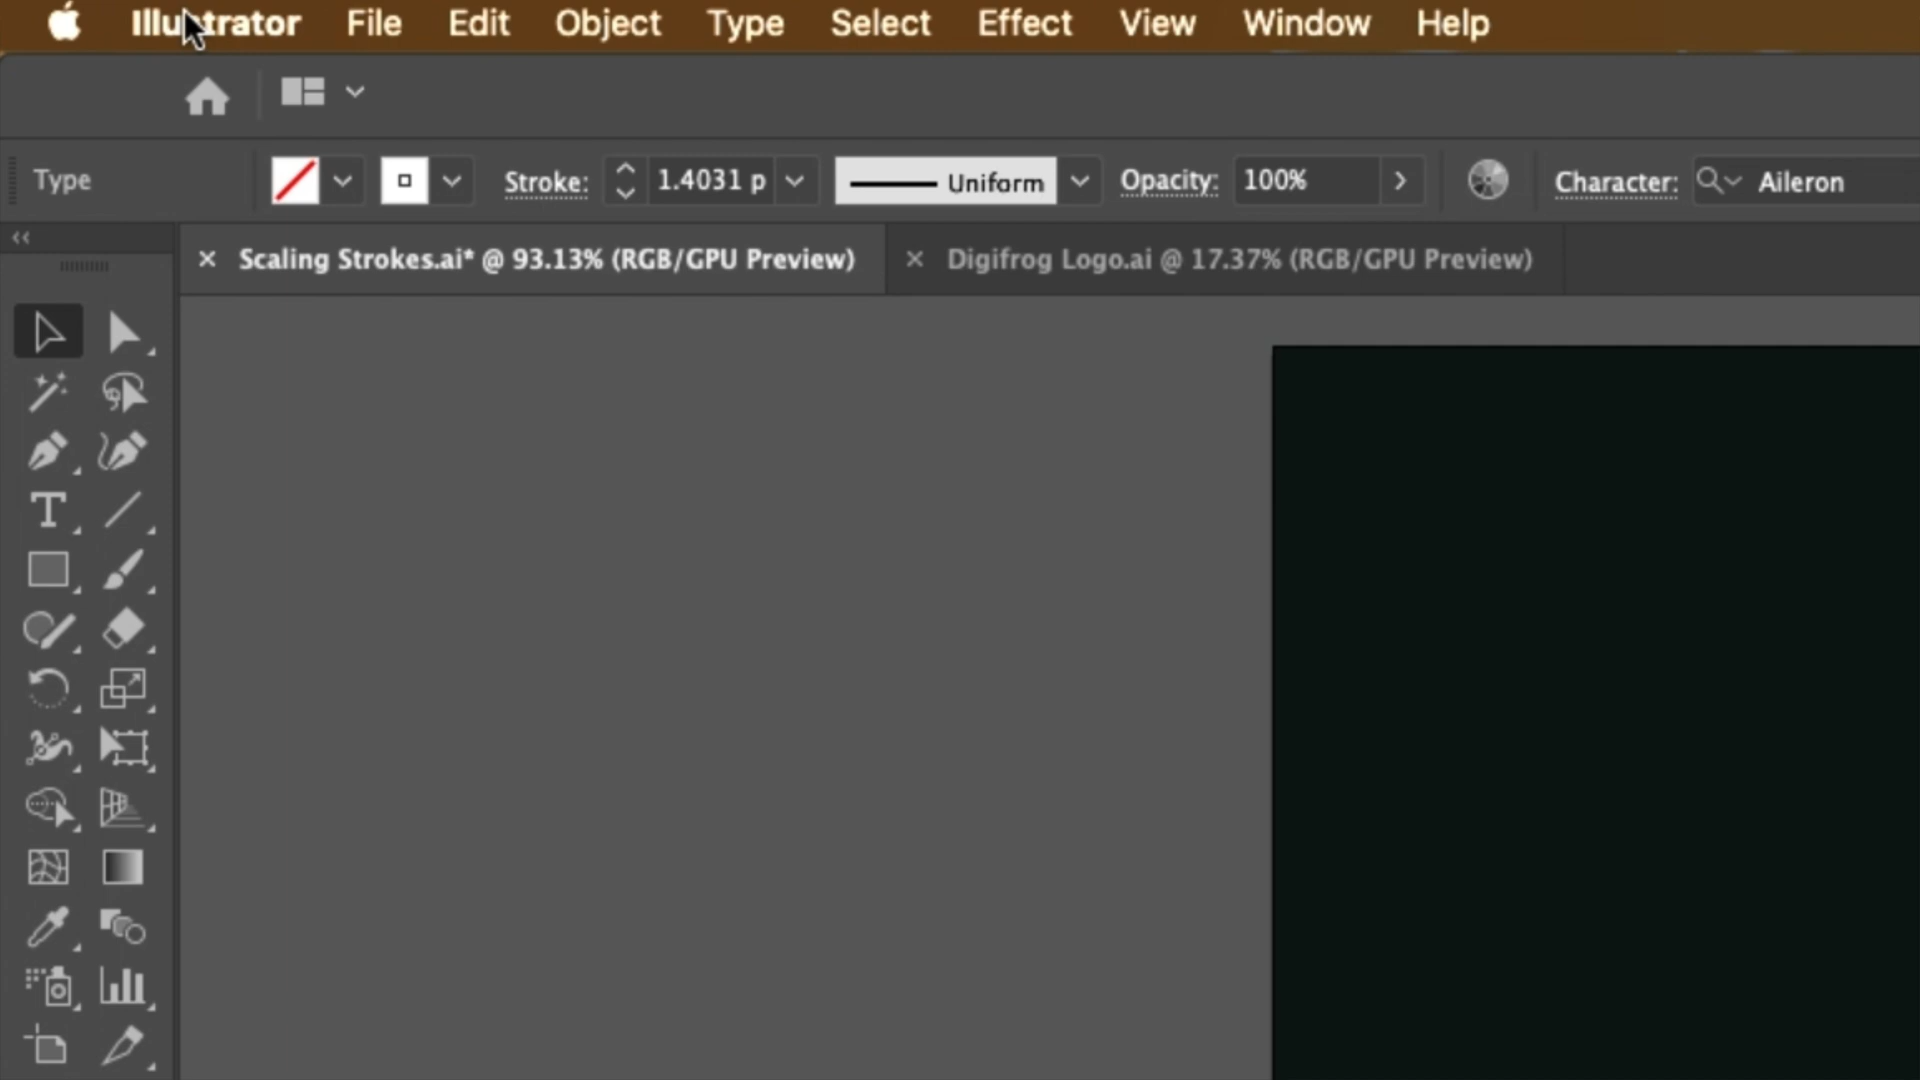 Illustrator File Edit Object Type Select Effect View Window Help
Type Stroke: 1.4031 p Uniform Opacity: 100% Character: Aileron
Scaling Strokes.ai* @ 93.13% (RGB/GPU Preview) Digifrog Logo.ai @ 17.37% (RGB/GPU Preview)